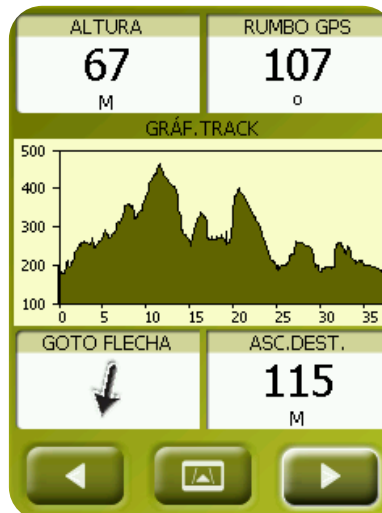 ALTURA
67
M
RUMBO GPS
107
o
GRÁF.TRACK
500
400
300
200
100
0 5 10 15 20 25 30 35
GOTO FLECHA
ASC.DEST.
115
M